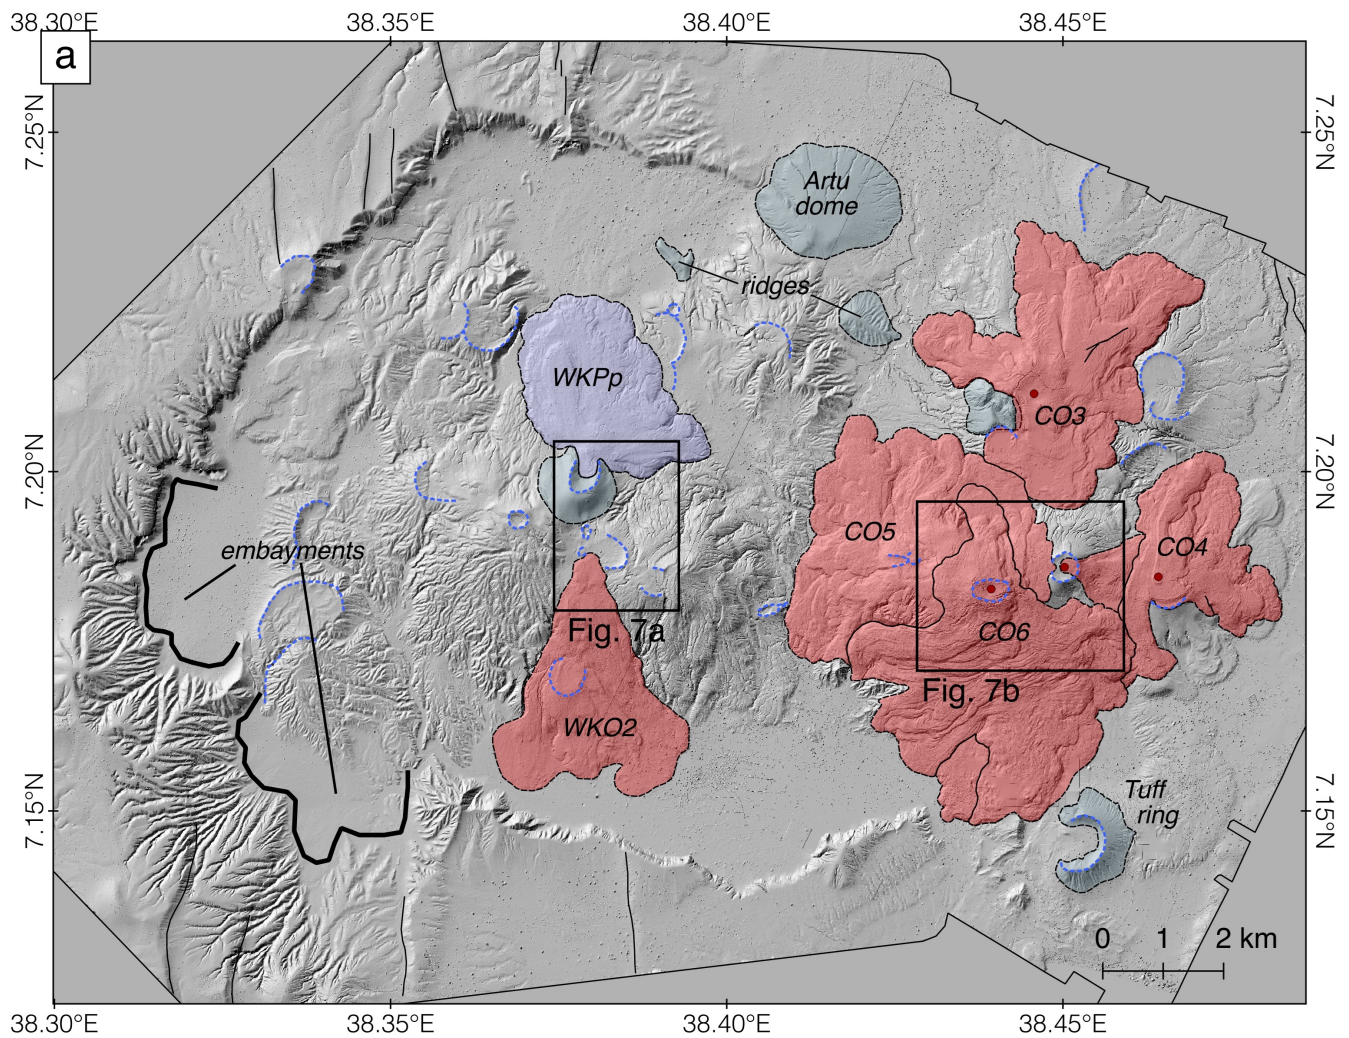 38.30°E 38.35°E 38.40°E 38.45°E
a
7.25°N 7.25°N
Artu
dome
ridges
WKPp
CO3
7.20°N 7.20°N
CO5
CO4
embayments
CO6
Fig. 7a
Fig. 7b
WKO2
7.15°N 7.15°N
Tuff
ring
0 1 2 km
38.30°E 38.35°E 38.40°E 38.45°E